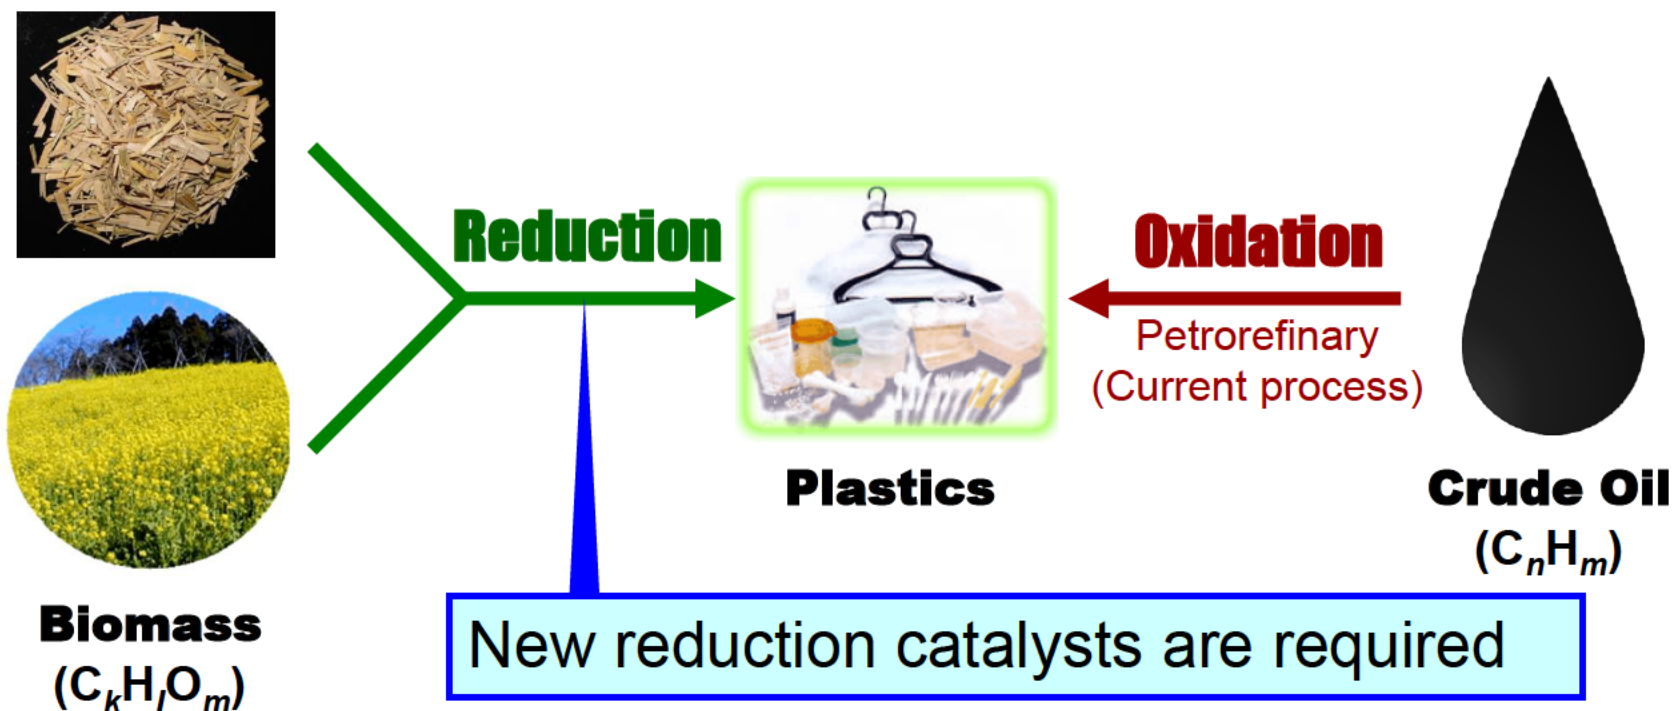 Reduction
Oxidation
Petrorefinary
(Current process)
Plastics
Crude Oil
(CnHm)
Biomass
(CkHlOm)
New reduction catalysts are required